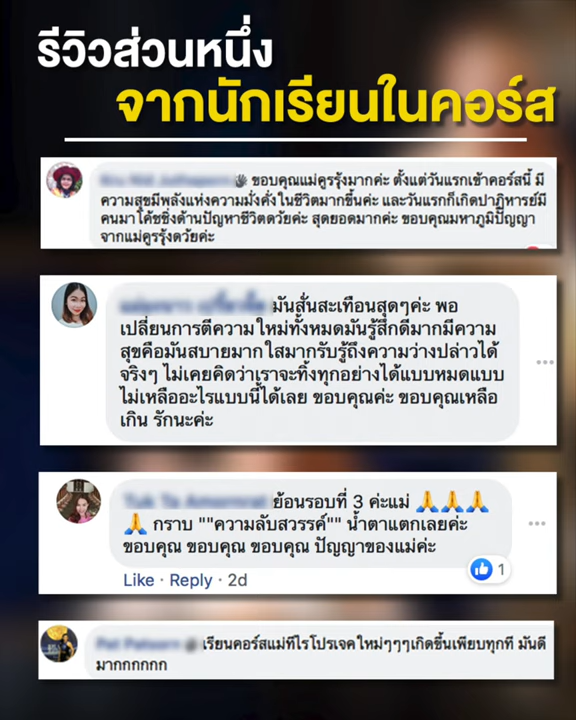 รีวิวส่วนหนึ่ง
จากนักเรียนในคอร์ส
ขอบคุณแม่คูรรุ้งมากค่ะ ตั้งแต่วันแรกเข้าคอร์สนี้ มี
ความสุขมีพลังแห่งความมั่งคั่งในชีวิตมากขึ้นค่ะ และวันแรกก็เกิดปาฏิหารย์มี
คนมาโค้ชชิ่งด้านปัญหาชีวิตดวัยค่ะ สุดยอดมากค่ะ ขอบคุณมหาภูมิปัญญา
จากแม่คูรรุ้งดวัยค่ะ
มันสั่นสะเทือนสุดๆค่ะ พอ
เปลี่ยนการตีความใหม่ทั้งหมดมันรู้สึกดีมากมีความ
สุขคือมันสบายมากใสมากรับรู้ถึงความว่างปล่าวได้
จริงๆ ไม่เคยคิดว่าเราจะทิ้งทุกอย่างได้แบบหมดแบบ
ไม่เหลืออะไรแบบนี้ได้เลย ขอบคุณค่ะ ขอบคุณเหลือ
เกิน รักนะคะ่
ย้อนรอบที่ 3 ค่ะแม่ 🙏🙏🙏
🙏 กราบ ""ความลับสวรรค์"" น้ำตาแตกเลยค่ะ
ขอบคุณ ขอบคุณ ขอบคุณ ปัญญาของแม่ค่ะ
Like · Reply · 2d
1
เรียนคอร์สแม่ทีไรโปรเจคใหม่ๆๆๆเกิดขึ้นเพียบทุกที มันดี
มากกกกกก